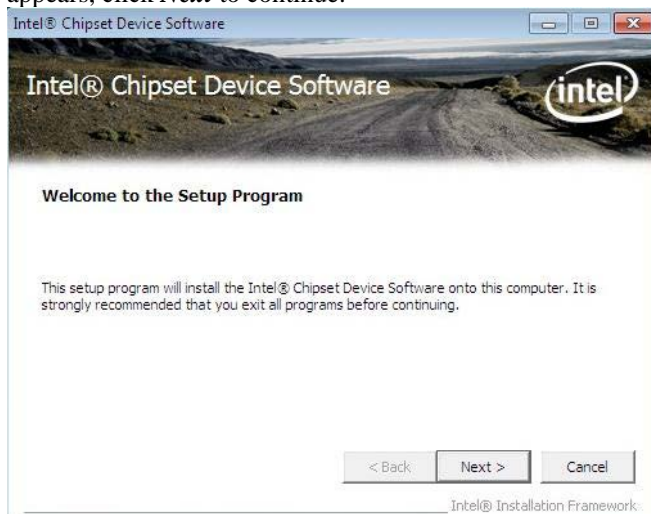 appears, click Next to continue.
Intel® Chipset Device Software
Intel® Chipset Device Software
intel
Welcome to the Setup Program
This setup program will install the Intel® Chipset Device Software onto this computer. It is
strongly recommended that you exit all programs before continuing.
< Back Next > Cancel
Intel® Installation Framework